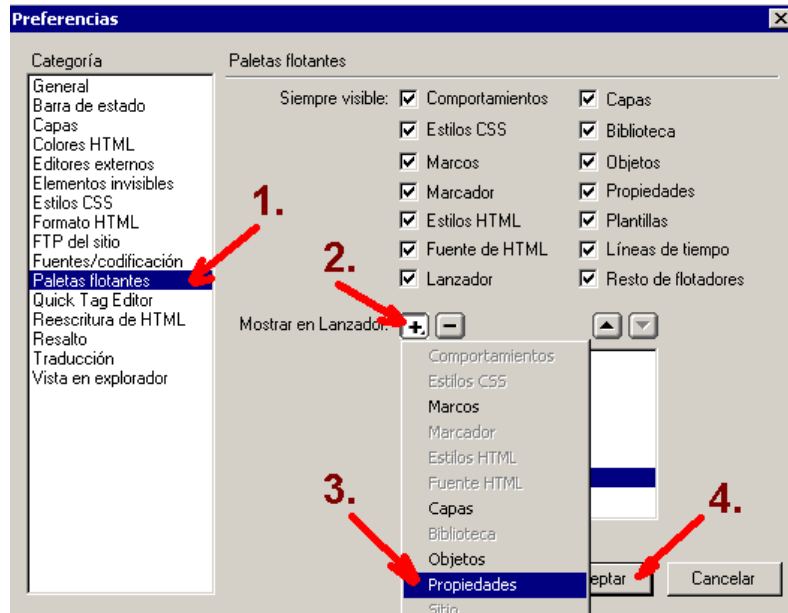 Preferencias
Categoría
General
Barra de estado
Capas
Colores HTML
Editores externos
Elementos invisibles
Estilos CSS
Formato HTML
FTP del sitio
Fuentes/codificación
Paletas flotantes
Quick Tag Editor
Reescritura de HTML
Resalto
Traducción
Vista en explorador
Paletas flotantes
Siempre visible: Comportamientos Capas
Estilos CSS Biblioteca
Marcos Objetos
Marcador Propiedades
Estilos HTML Plantillas
Fuente de HTML Líneas de tiempo
Lanzador Resto de flotadores
1.
2.
Mostrar en Lanzador:
Comportamientos
Estilos CSS
Marcos
Marcador
Estilos HTML
Fuente HTML
Capas
Biblioteca
Objetos
Propiedades
Sitio
3.
4.
eptar Cancelar